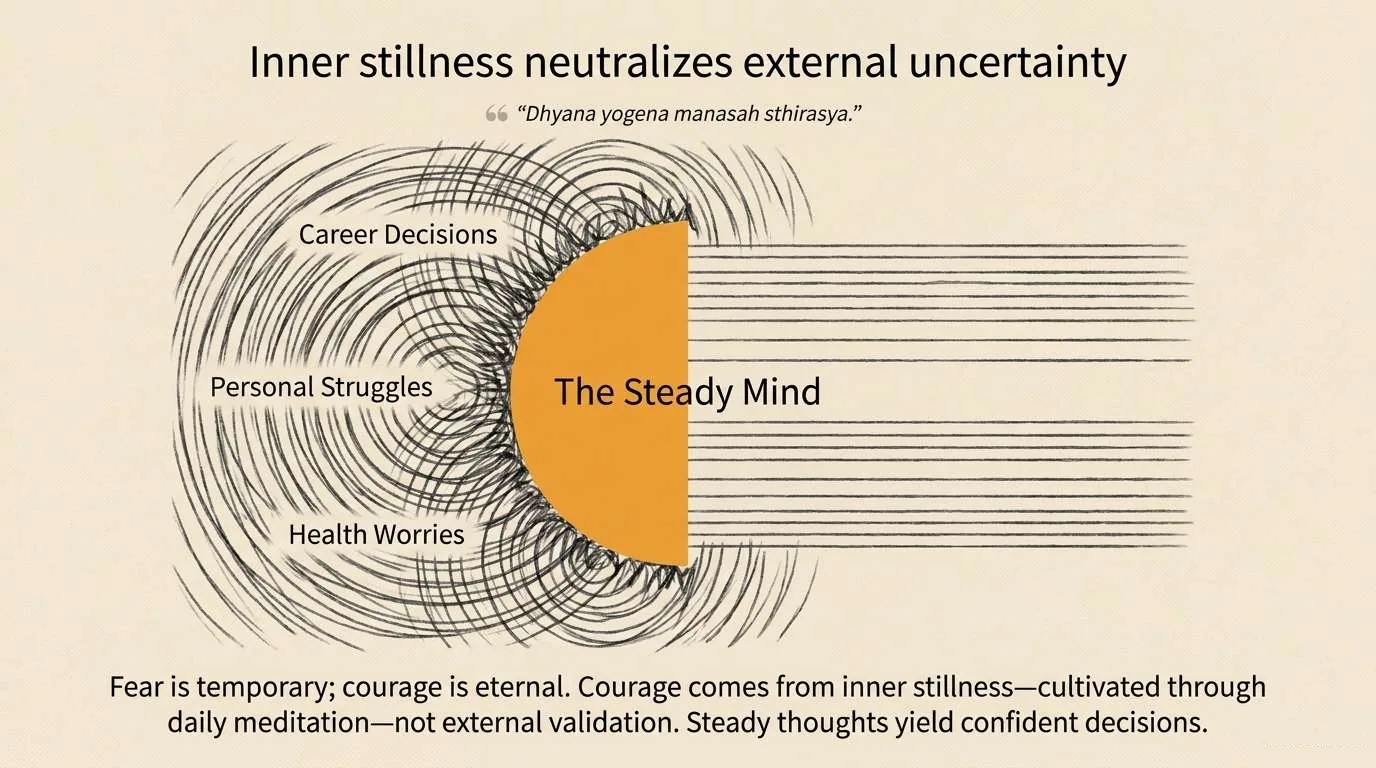 Inner stillness neutralizes external uncertainty
“Dhyana yogena manasah sthirasya.”
Career Decisions
Personal Struggles
The Steady Mind
Health Worries
Fear is temporary; courage is eternal. Courage comes from inner stillness—cultivated through
daily meditation—not external validation. Steady thoughts yield confident decisions.